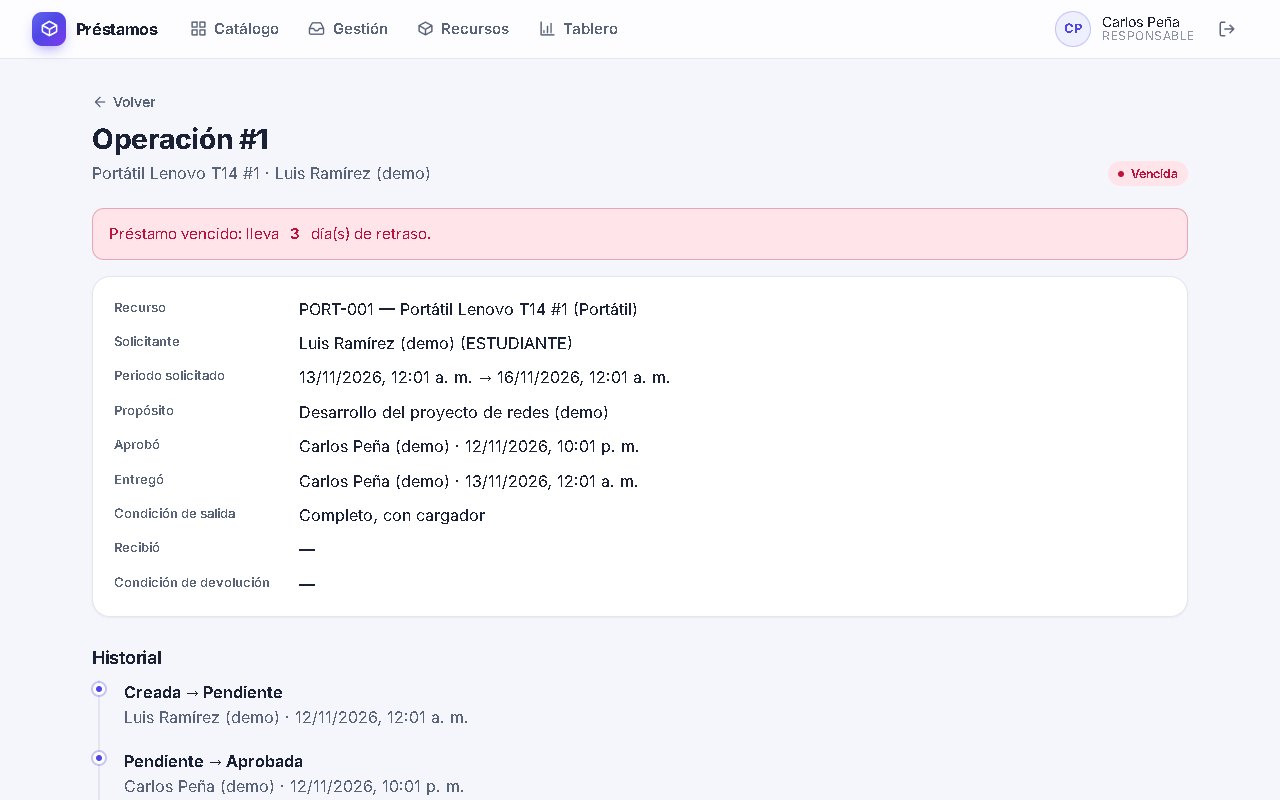 Préstamos
Catálogo
Gestión
Recursos
Tablero
CP
Carlos Peña
RESPONSABLE
← Volver
Operación #1
Portátil Lenovo T14 #1 · Luis Ramírez (demo)
Vencida
Préstamo vencido: lleva 3 día(s) de retraso.
Recurso PORT-001 — Portátil Lenovo T14 #1 (Portátil)
Solicitante Luis Ramírez (demo) (ESTUDIANTE)
Periodo solicitado 13/11/2026, 12:01 a. m. → 16/11/2026, 12:01 a. m.
Propósito Desarrollo del proyecto de redes (demo)
Aprobó Carlos Peña (demo) · 12/11/2026, 10:01 p. m.
Entregó Carlos Peña (demo) · 13/11/2026, 12:01 a. m.
Condición de salida Completo, con cargador
Recibió —
Condición de devolución —
Historial
Creada → Pendiente
Luis Ramírez (demo) · 12/11/2026, 12:01 a. m.
Pendiente → Aprobada
Carlos Peña (demo) · 12/11/2026, 10:01 p. m.